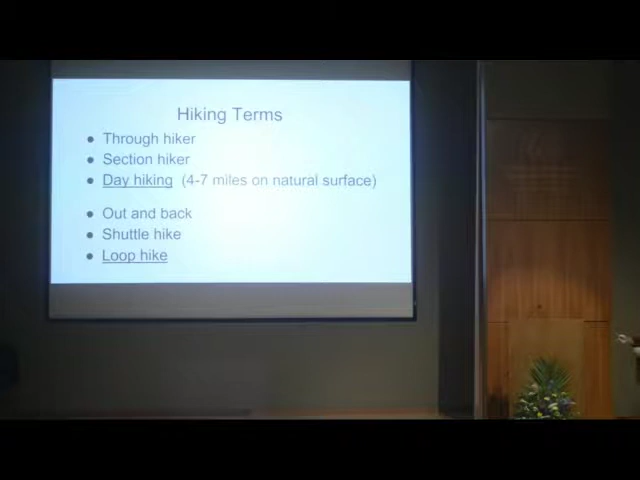 Hiking Terms
● Through hiker
● Section hiker
● Day hiking (4-7 miles on natural surface)
● Out and back
● Shuttle hike
● Loop hike